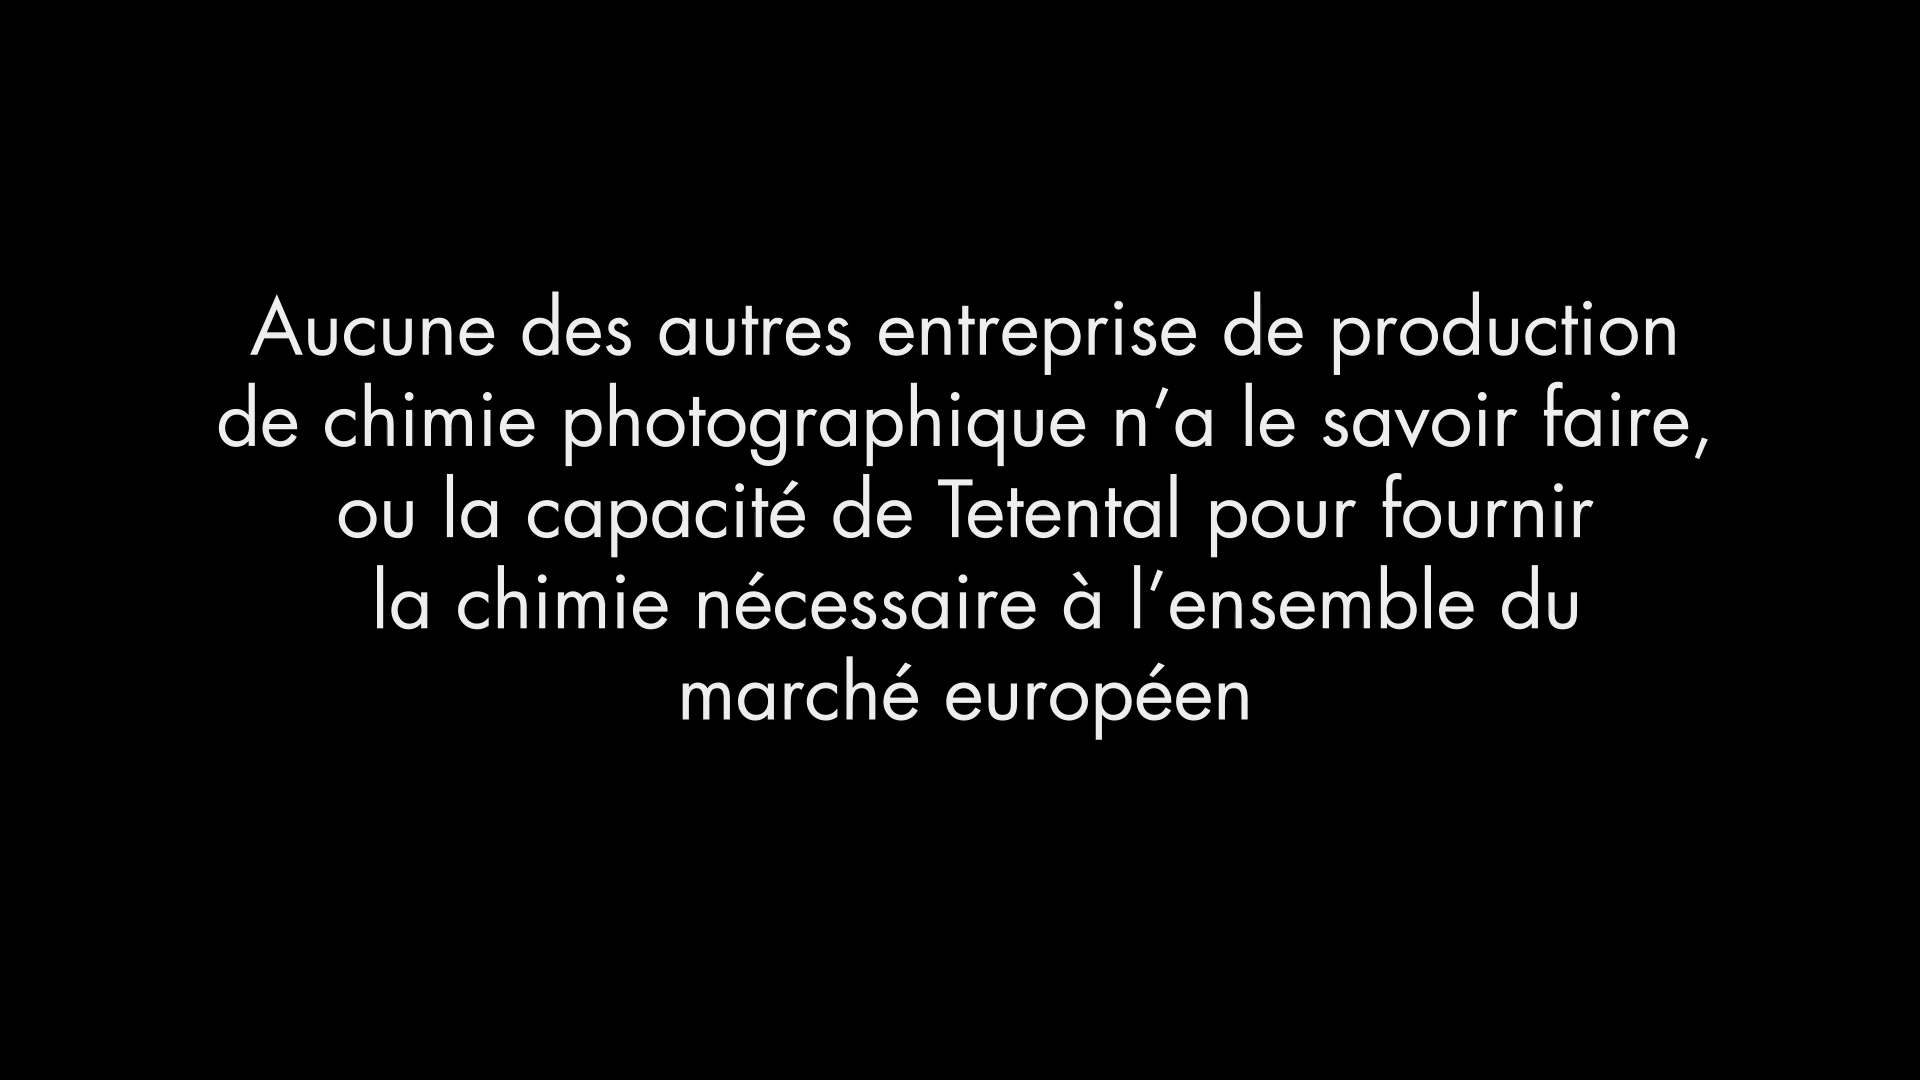 Aucune des autres entreprise de production
de chimie photographique n’a le savoir faire,
ou la capacité de Tetental pour fournir
la chimie nécessaire à l’ensemble du
marché européen